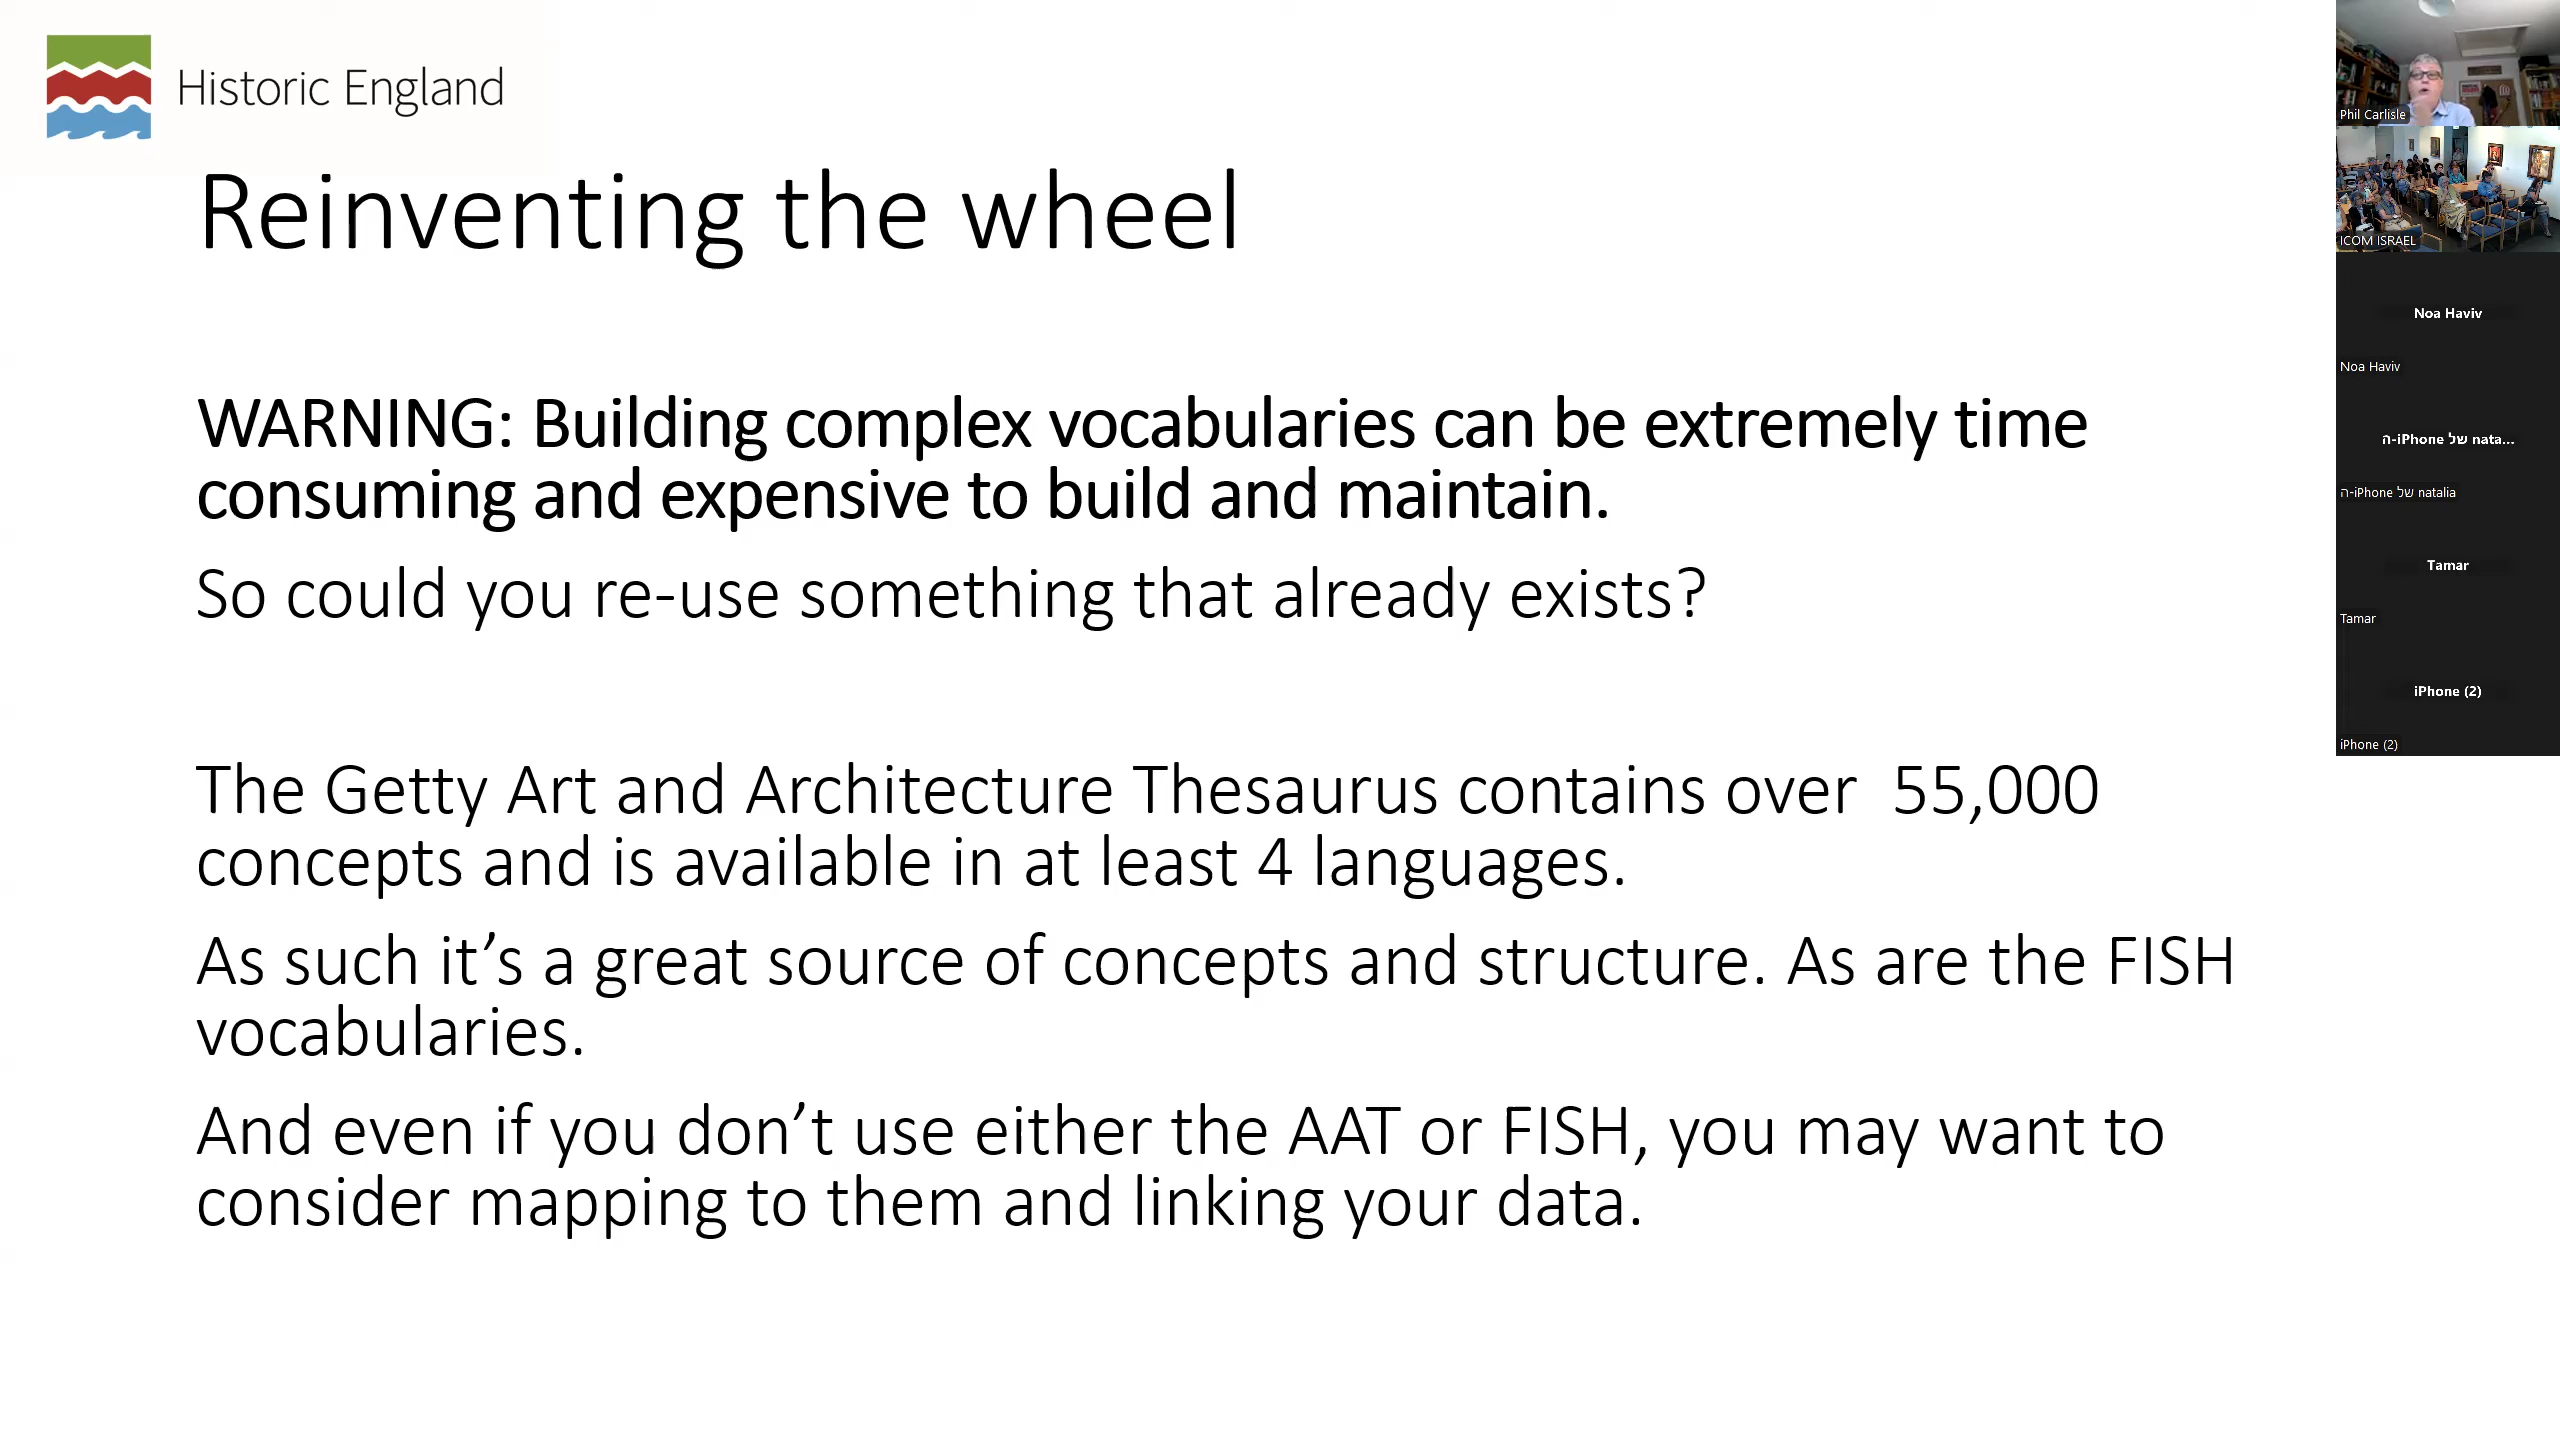 Historic England
Reinventing the wheel
WARNING: Building complex vocabularies can be extremely time
consuming and expensive to build and maintain.
So could you re-use something that already exists?
The Getty Art and Architecture Thesaurus contains over 55,000
concepts and is available in at least 4 languages.
As such it’s a great source of concepts and structure. As are the FISH
vocabularies.
And even if you don’t use either the AAT or FISH, you may want to
consider mapping to them and linking your data.
Phil Carlisle
ICOM ISRAEL
Noa Haviv
Noa Haviv
ה-iPhone של nata...
ה-iPhone של natalia
Tamar
Tamar
iPhone (2)
iPhone (2)